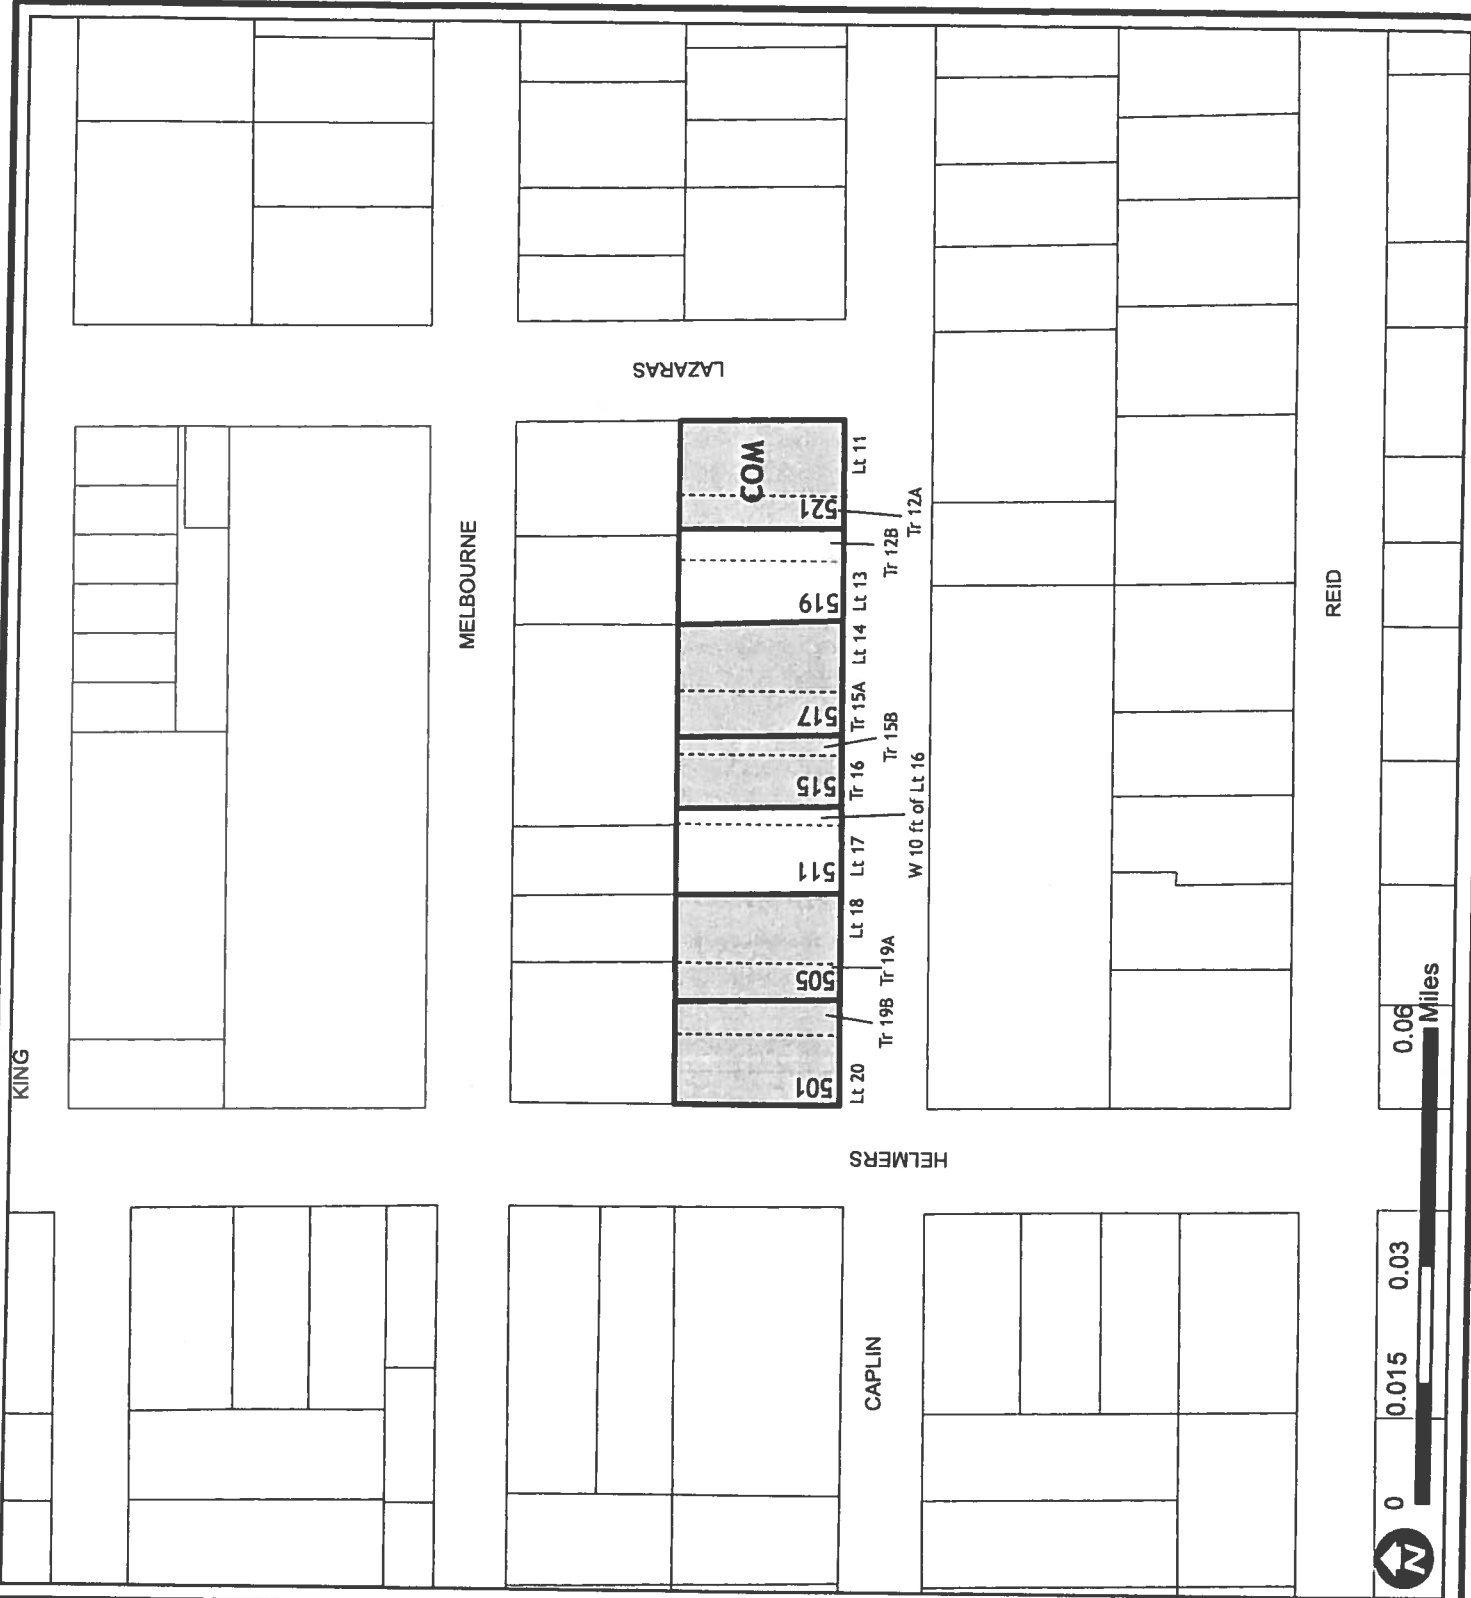 KING
MELBOURNE
LAZARAS
COM
501
505
511
515
517
519
521
Lt 20
Tr 19B
Tr 19A
Lt 18
Lt 17
W 10 ft of Lt 16
Tr 16
Tr 15B
Tr 15A
Lt 14
Lt 13
Tr 12B
Tr 12A
Lt 11
HELMERS
CAPLIN
REID
N
0 0.015 0.03 0.06
Miles